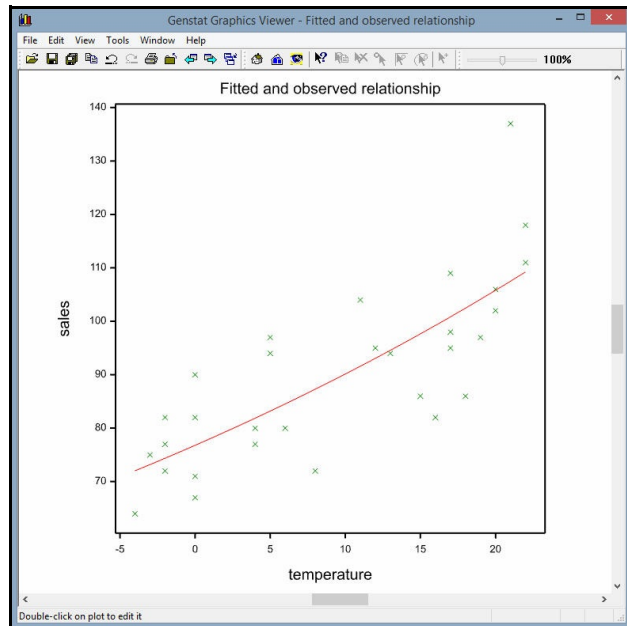 Genstat Graphics Viewer - Fitted and observed relationship
File Edit View Tools Window Help
100%
Fitted and observed relationship
140
130
120
110
100
90
80
70
sales
-5 0 5 10 15 20
temperature
Double-click on plot to edit it